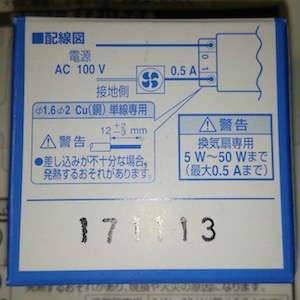 ■配線図
電源
AC 100 V
0.5 A
0 1
接地側
φ1.6φ2 Cu(銅)単線専用
⚠警告
12 +2 −3 mm
●差し込みが不十分な場合、
発熱するおそれがあります。
⚠警告
換気扇専用
5 W～50 Wまで
(最大0.5 Aまで)
171113